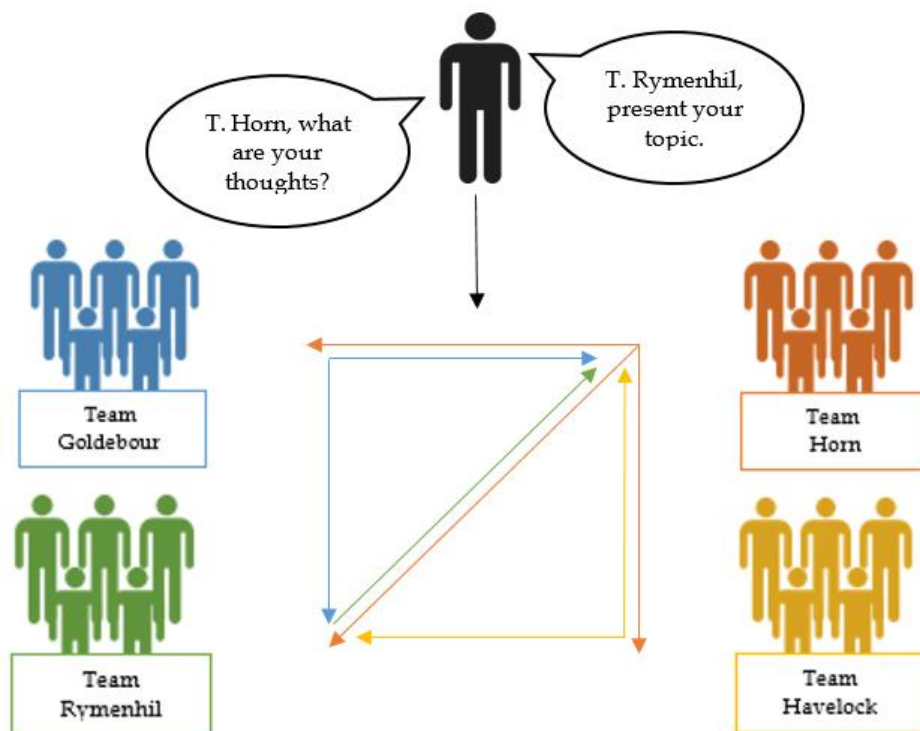 T. Horn, what
are your
thoughts?
T. Rymenhil,
present your
topic.
Team
Goldebour
Team
Horn
Team
Rymenhil
Team
Havelock